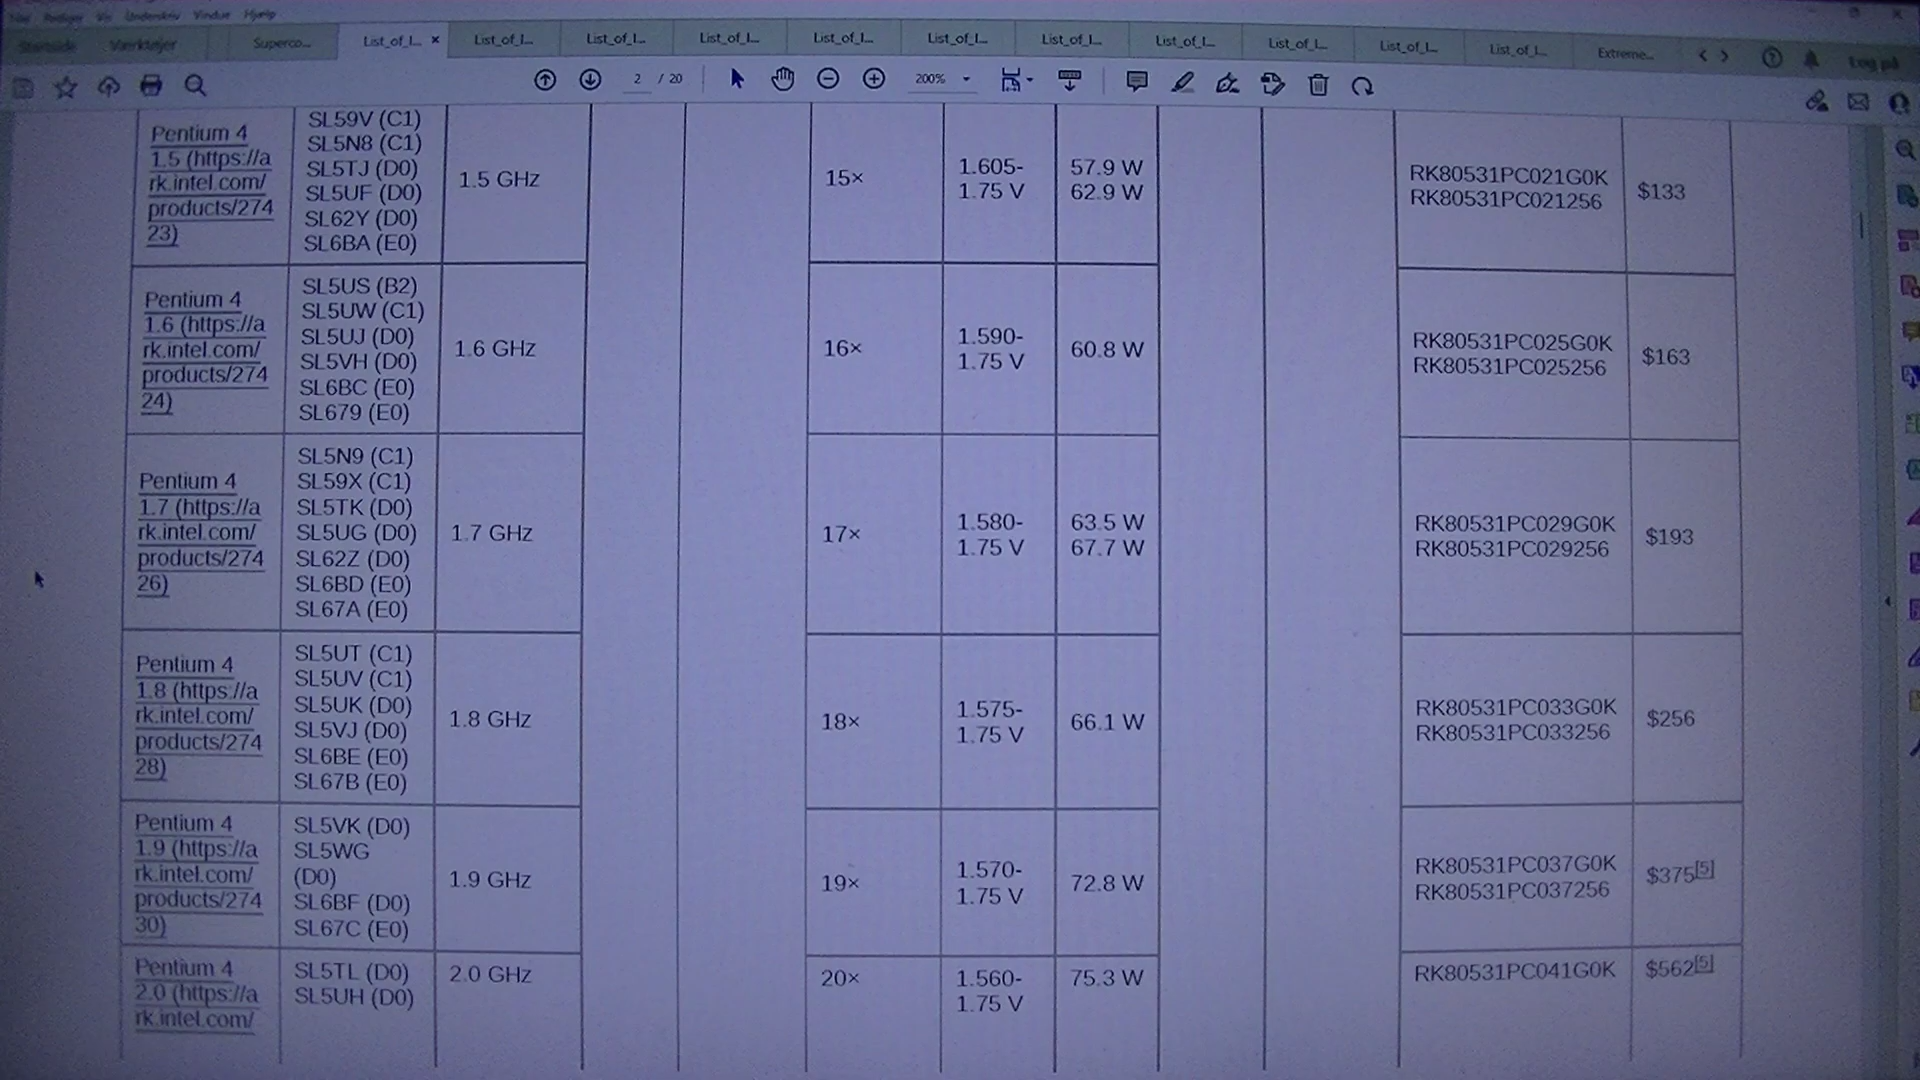 Rediger Vis Underskriv Vindue Hjælp
Startside Værktøjer Superco... List_of_I... × List_of_I... List_of_I... List_of_I... List_of_I... List_of_I... List_of_I... List_of_I... List_of_I... List_of_I... List_of_I... Extreme... Log på
2 / 20 200%
Pentium 4
1.5 (https://a
rk.intel.com/
products/274
23)
SL59V (C1)
SL5N8 (C1)
SL5TJ (D0)
SL5UF (D0)
SL62Y (D0)
SL6BA (E0)
1.5 GHz
15×
1.605-
1.75 V
57.9 W
62.9 W
RK80531PC021G0K
RK80531PC021256
$133
Pentium 4
1.6 (https://a
rk.intel.com/
products/274
24)
SL5US (B2)
SL5UW (C1)
SL5UJ (D0)
SL5VH (D0)
SL6BC (E0)
SL679 (E0)
1.6 GHz
16×
1.590-
1.75 V
60.8 W
RK80531PC025G0K
RK80531PC025256
$163
Pentium 4
1.7 (https://a
rk.intel.com/
products/274
26)
SL5N9 (C1)
SL59X (C1)
SL5TK (D0)
SL5UG (D0)
SL62Z (D0)
SL6BD (E0)
SL67A (E0)
1.7 GHz
17×
1.580-
1.75 V
63.5 W
67.7 W
RK80531PC029G0K
RK80531PC029256
$193
Pentium 4
1.8 (https://a
rk.intel.com/
products/274
28)
SL5UT (C1)
SL5UV (C1)
SL5UK (D0)
SL5VJ (D0)
SL6BE (E0)
SL67B (E0)
1.8 GHz
18×
1.575-
1.75 V
66.1 W
RK80531PC033G0K
RK80531PC033256
$256
Pentium 4
1.9 (https://a
rk.intel.com/
products/274
30)
SL5VK (D0)
SL5WG
(D0)
SL6BF (D0)
SL67C (E0)
1.9 GHz
19×
1.570-
1.75 V
72.8 W
RK80531PC037G0K
RK80531PC037256
$375[5]
Pentium 4
2.0 (https://a
rk.intel.com/
SL5TL (D0)
SL5UH (D0)
2.0 GHz
20×
1.560-
1.75 V
75.3 W
RK80531PC041G0K
$562[5]